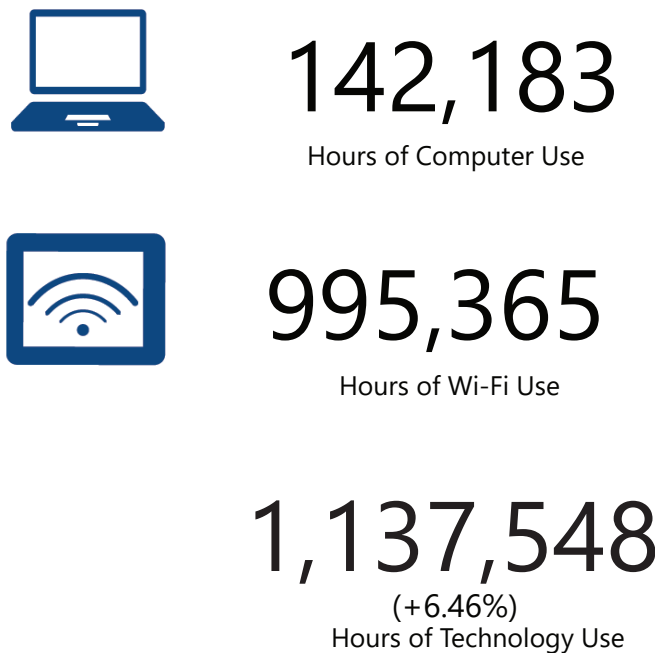 142,183
Hours of Computer Use
995,365
Hours of Wi-Fi Use
1,137,548
(+6.46%)
Hours of Technology Use